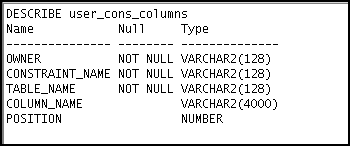 DESCRIBE user_cons_columns
Name            Null     Type
--------------- -------- --------------
OWNER           NOT NULL VARCHAR2(128)
CONSTRAINT_NAME NOT NULL VARCHAR2(128)
TABLE_NAME      NOT NULL VARCHAR2(128)
COLUMN_NAME              VARCHAR2(4000)
POSITION                 NUMBER